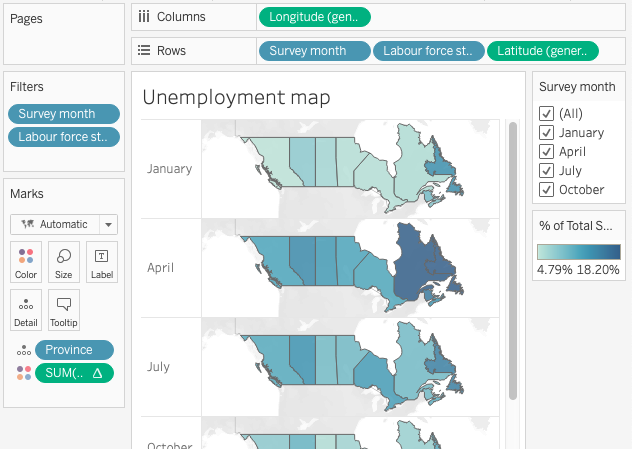 Pages
Columns
Longitude (gen..
Rows
Survey month
Labour force st..
Latitude (gener..
Filters
Survey month
Labour force st..
Marks
Automatic
Color
Size
Label
Detail
Tooltip
Province
SUM(..
Unemployment map
January
April
July
October
Survey month
(All)
January
April
July
October
% of Total S...
4.79% 18.20%